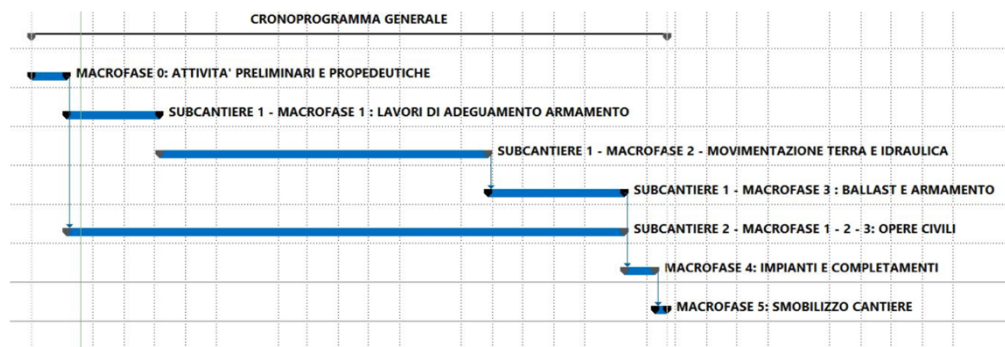 CRONOPROGRAMMA GENERALE
MACROFASE 0: ATTIVITA' PRELIMINARI E PROPEDEUTICHE
SUBCANTIERE 1 - MACROFASE 1 : LAVORI DI ADEGUAMENTO ARMAMENTO
SUBCANTIERE 1 - MACROFASE 2 - MOVIMENTAZIONE TERRA E IDRAULICA
SUBCANTIERE 1 - MACROFASE 3 : BALLAST E ARMAMENTO
SUBCANTIERE 2 - MACROFASE 1 - 2 - 3: OPERE CIVILI
MACROFASE 4: IMPIANTI E COMPLETAMENTI
MACROFASE 5: SMOBILIZZO CANTIERE